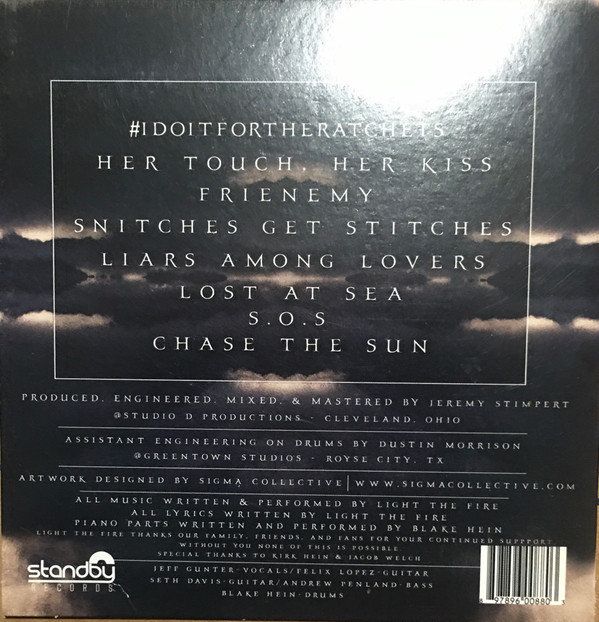 #IDOITFORTHERATCHETS
HER TOUCH, HER KISS
FRIENEMY
SNITCHES GET STITCHES
LIARS AMONG LOVERS
LOST AT SEA
S.O.S
CHASE THE SUN
PRODUCED, ENGINEERED, MIXED, & MASTERED BY JEREMY STIMPERT
@STUDIO D PRODUCTIONS - CLEVELAND, OHIO
ASSISTANT ENGINEERING ON DRUMS BY DUSTIN MORRISON
@GREENTOWN STUDIOS - ROYSE CITY, TX
ARTWORK DESIGNED BY SIGMA COLLECTIVE | WWW.SIGMACOLLECTIVE.COM
ALL MUSIC WRITTEN & PERFORMED BY LIGHT THE FIRE
ALL LYRICS WRITTEN BY LIGHT THE FIRE
PIANO PARTS WRITTEN AND PERFORMED BY BLAKE HEIN
LIGHT THE FIRE THANKS OUR FAMILY, FRIENDS, AND FANS FOR YOUR CONTINUED SUPPPORT
WITHOUT YOU NONE OF THIS IS POSSIBLE
SPECIAL THANKS TO KIRK HEIN & JACOB WELCH
JEFF GUNTER-VOCALS/FELIX LOPEZ-GUITAR
SETH DAVIS-GUITAR/ANDREW PENLAND-BASS
BLAKE HEIN-DRUMS
standby
RECORDS
8 97896 00880 3